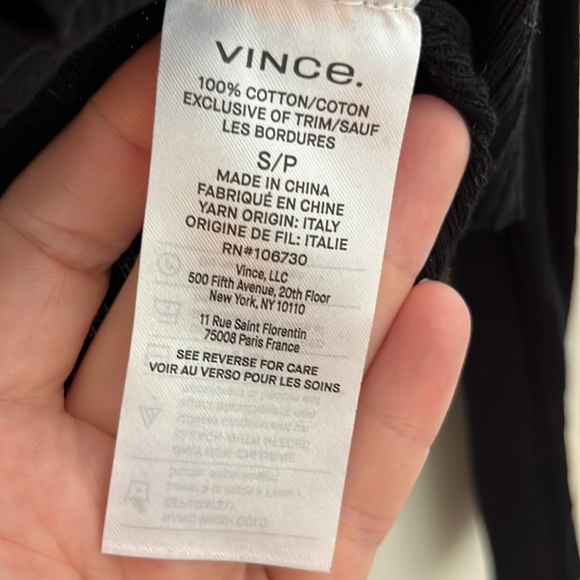 VINCe.
100% COTTON/COTON
EXCLUSIVE OF TRIM/SAUF
LES BORDURES
S/P
MADE IN CHINA
FABRIQUÉ EN CHINE
YARN ORIGIN: ITALY
ORIGINE DE FIL: ITALIE
RN#106730
Vince, LLC
500 Fifth Avenue, 20th Floor
New York, NY 10110
11 Rue Saint Florentin
75008 Paris France
SEE REVERSE FOR CARE
VOIR AU VERSO POUR LES SOINS